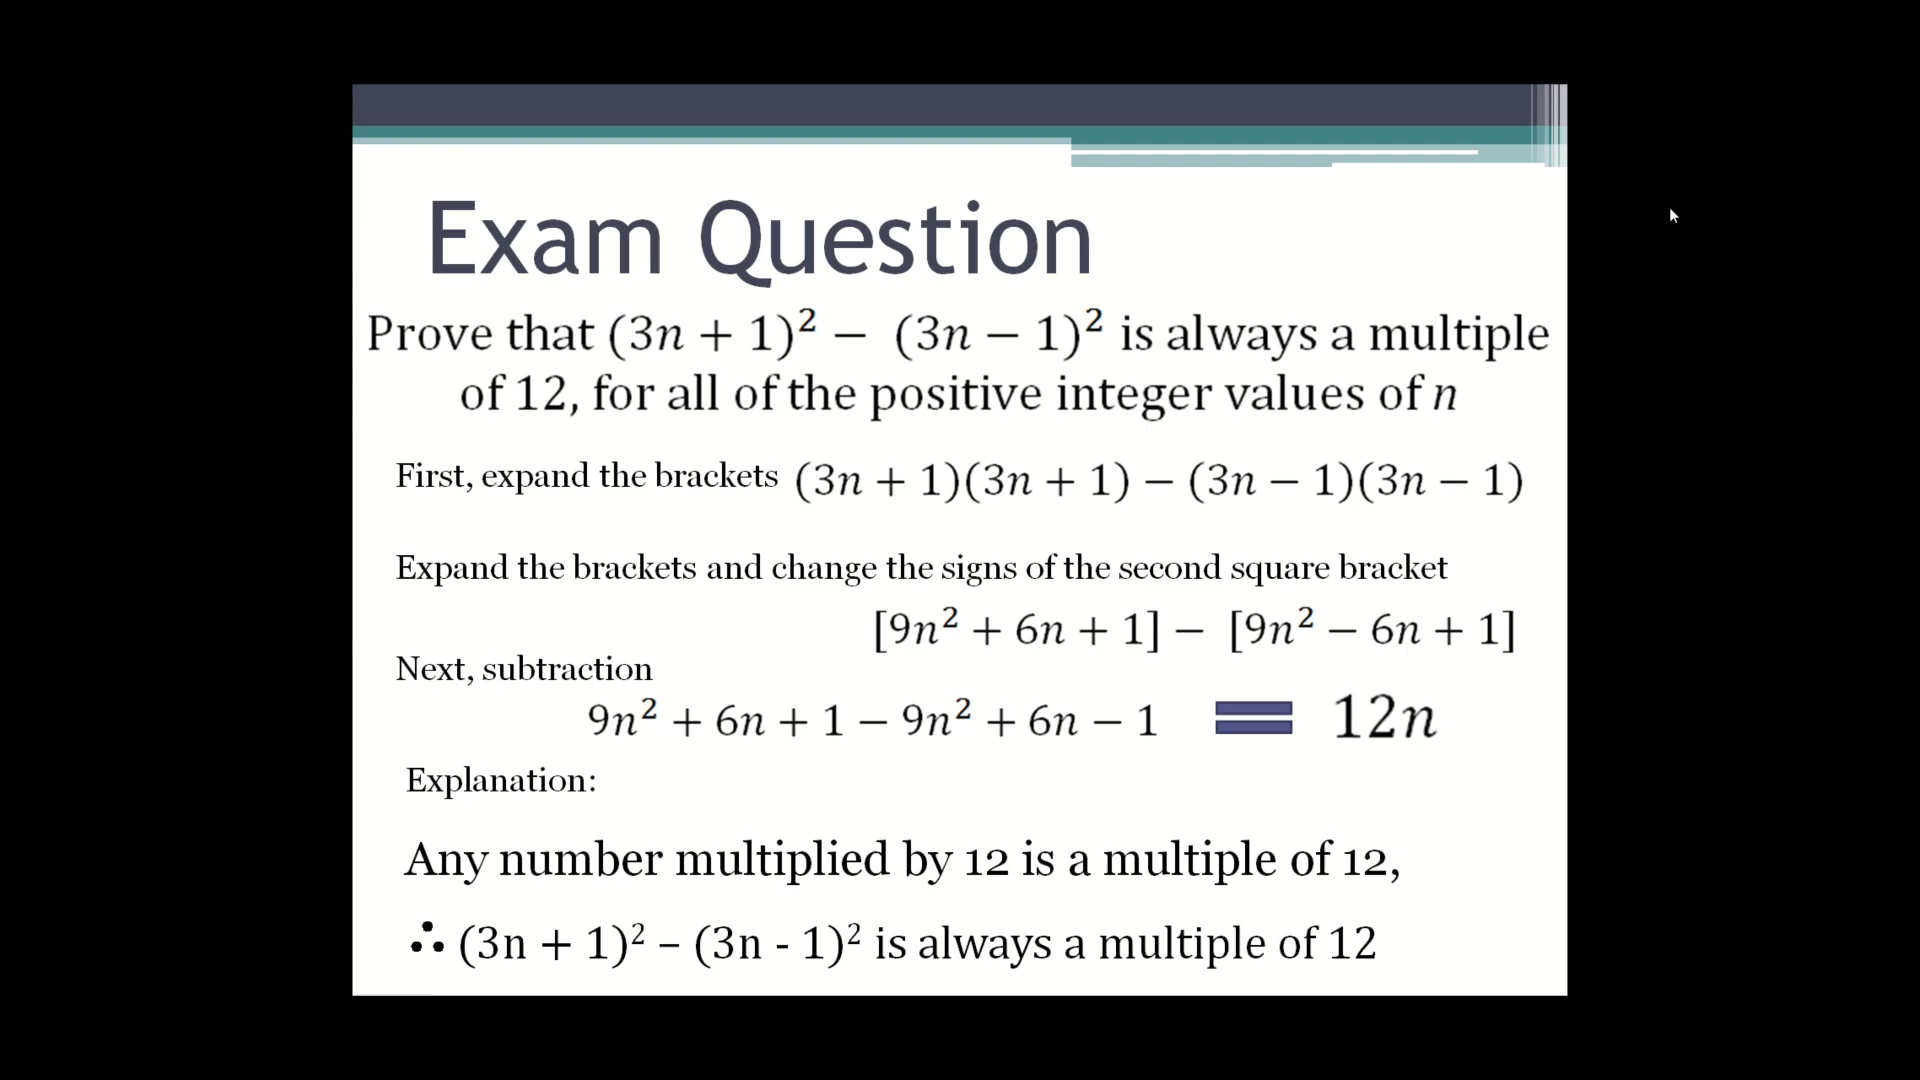 Exam Question
Prove that (3n + 1)² − (3n − 1)² is always a multiple
of 12, for all of the positive integer values of n
First, expand the brackets (3n + 1)(3n + 1) − (3n − 1)(3n − 1)
Expand the brackets and change the signs of the second square bracket
[9n² + 6n + 1] − [9n² − 6n + 1]
Next, subtraction
9n² + 6n + 1 − 9n² + 6n − 1 = 12n
Explanation:
Any number multiplied by 12 is a multiple of 12,
∴ (3n + 1)² – (3n - 1)² is always a multiple of 12